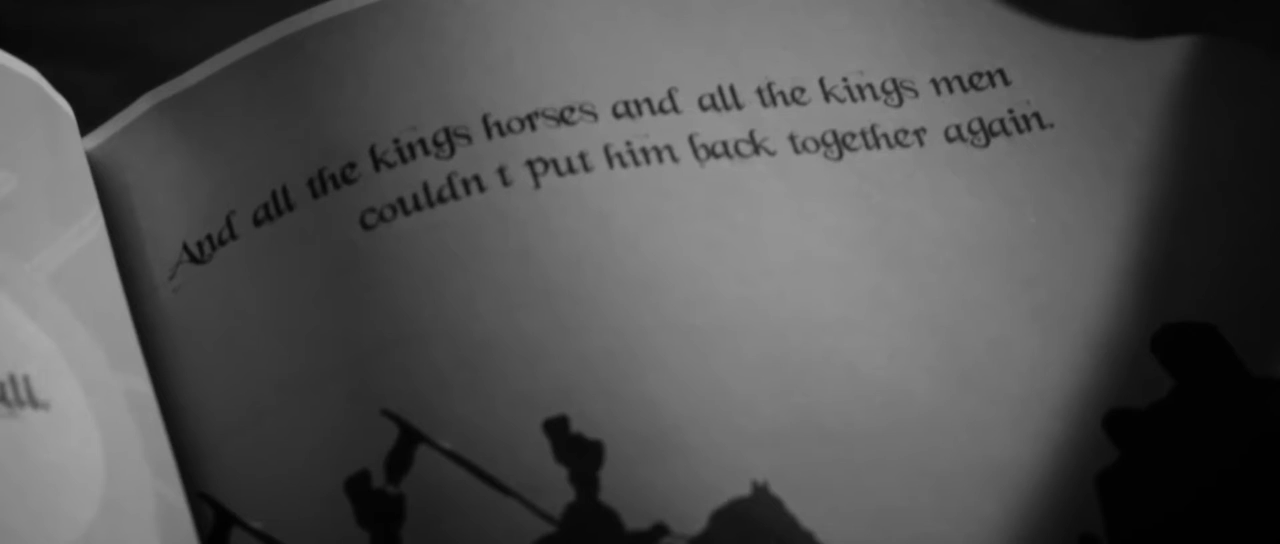 And all the kings horses and all the kings men
couldn t put him back together again.